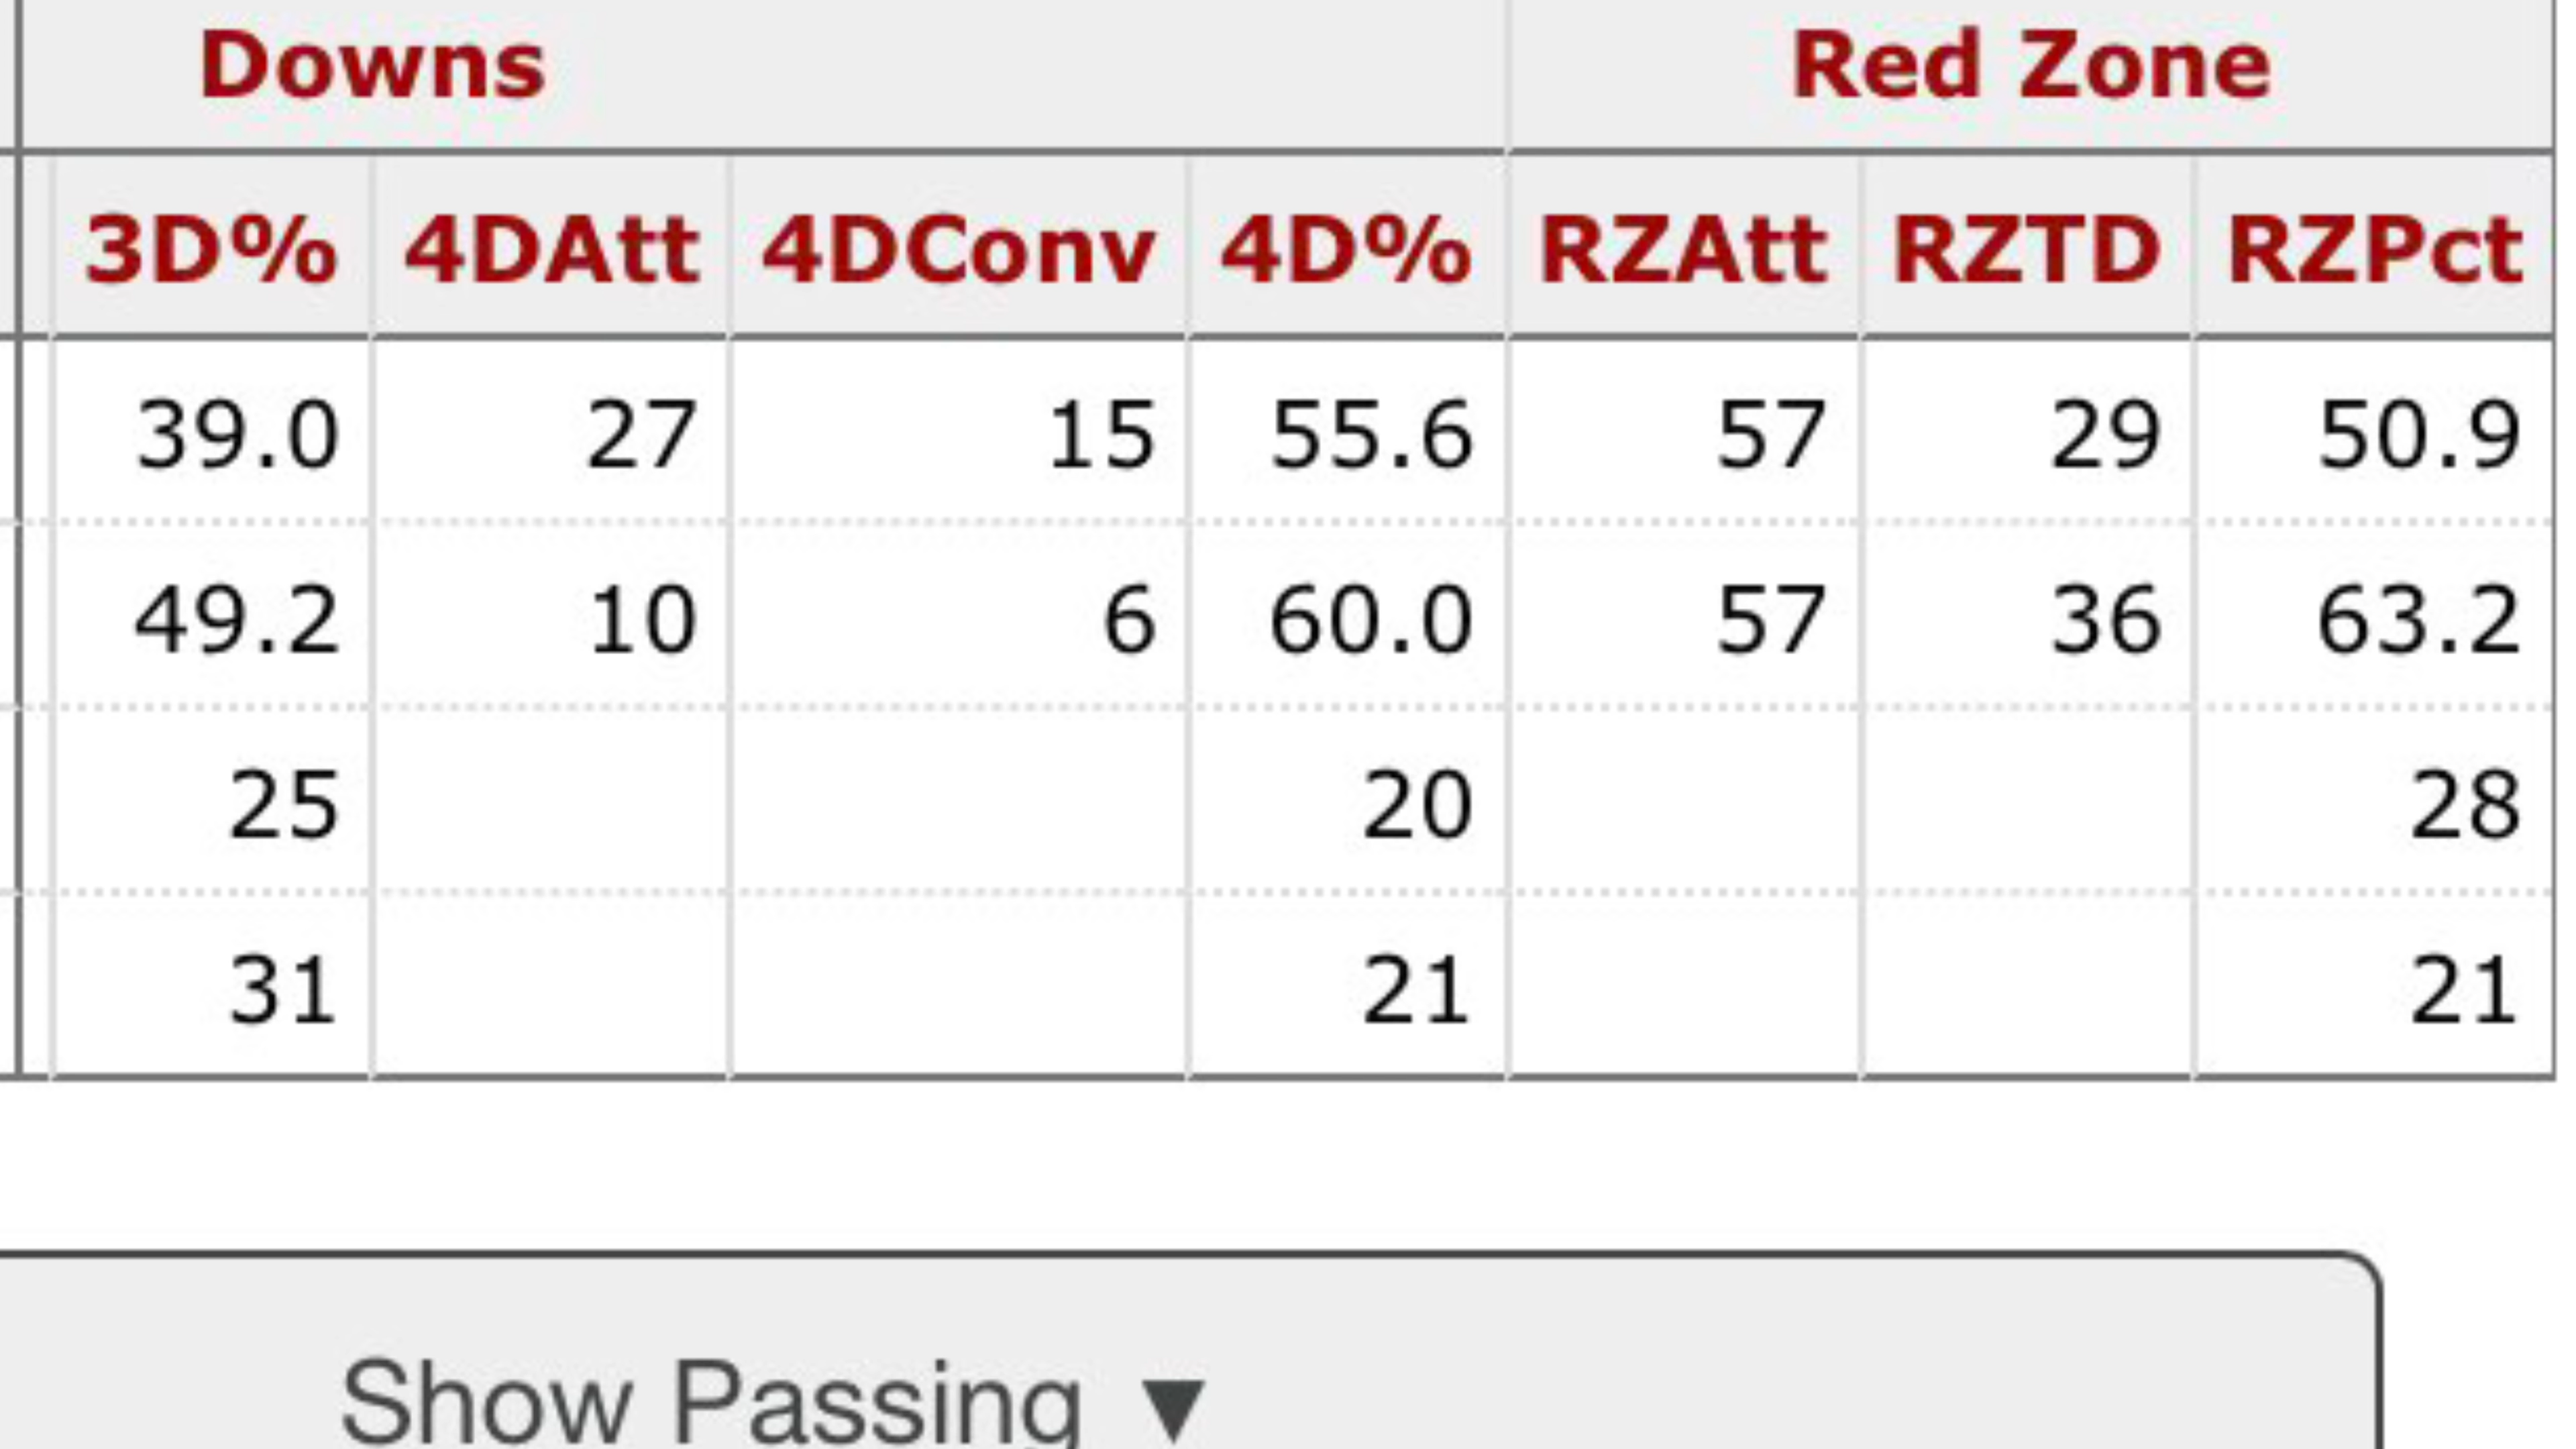 Downs Red Zone
3D% 4DAtt 4DConv 4D% RZAtt RZTD RZPct
39.0 27 15 55.6 57 29 50.9
49.2 10 6 60.0 57 36 63.2
25 20 28
31 21 21
Show Passing ▼